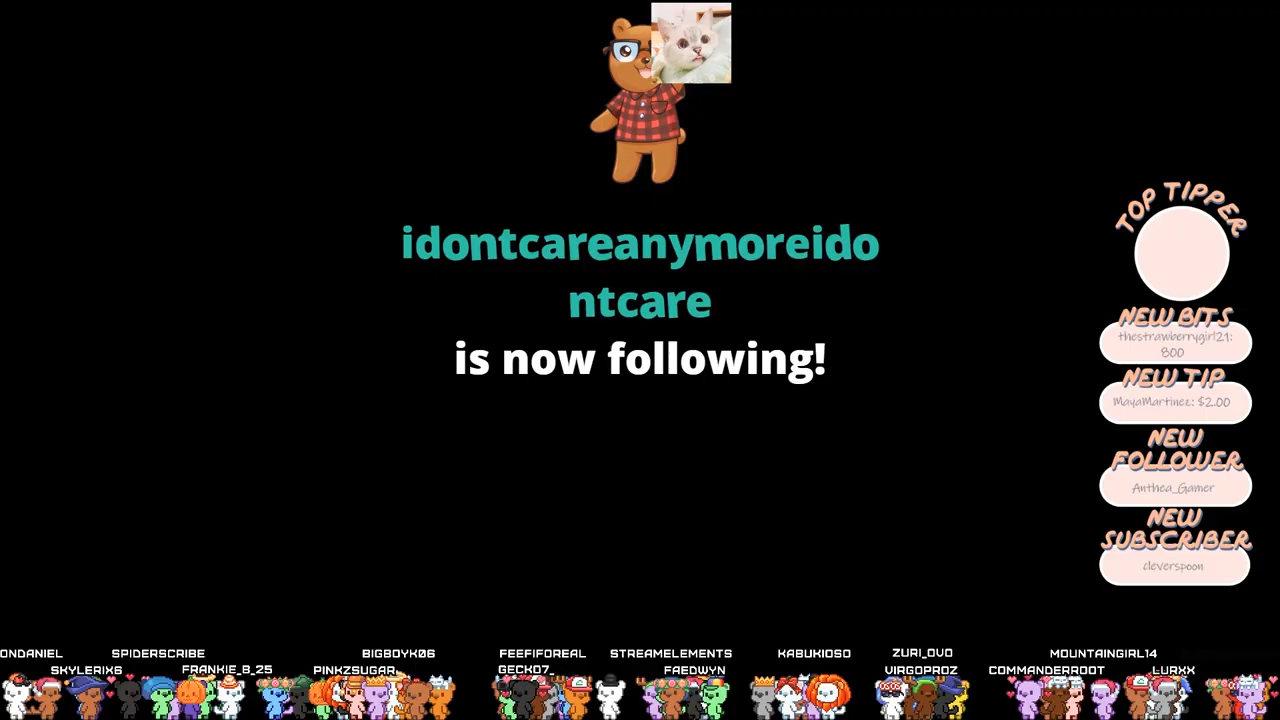 idontcareanymoreido
ntcare
is now following!
TOP TIPPER
NEW BITS
thestrawberrygirl21:
800
NEW TIP
MayaMartinez: $2.00
NEW
FOLLOWER
Anthea_Gamer
NEW
SUBSCRIBER
cleverspoon
ONDANIEL SPIDERSCRIBE BIGBOYK06 FEEFIFOREAL STREAMELEMENTS KABUKIOSO ZURI_OVO MOUNTAINGIRL14
SKYLERIX6 FRANKIE_B_25 PINKZSUGAR GECKO7 FAEDWYN VIRGOPROZ COMMANDERROOT LURXX